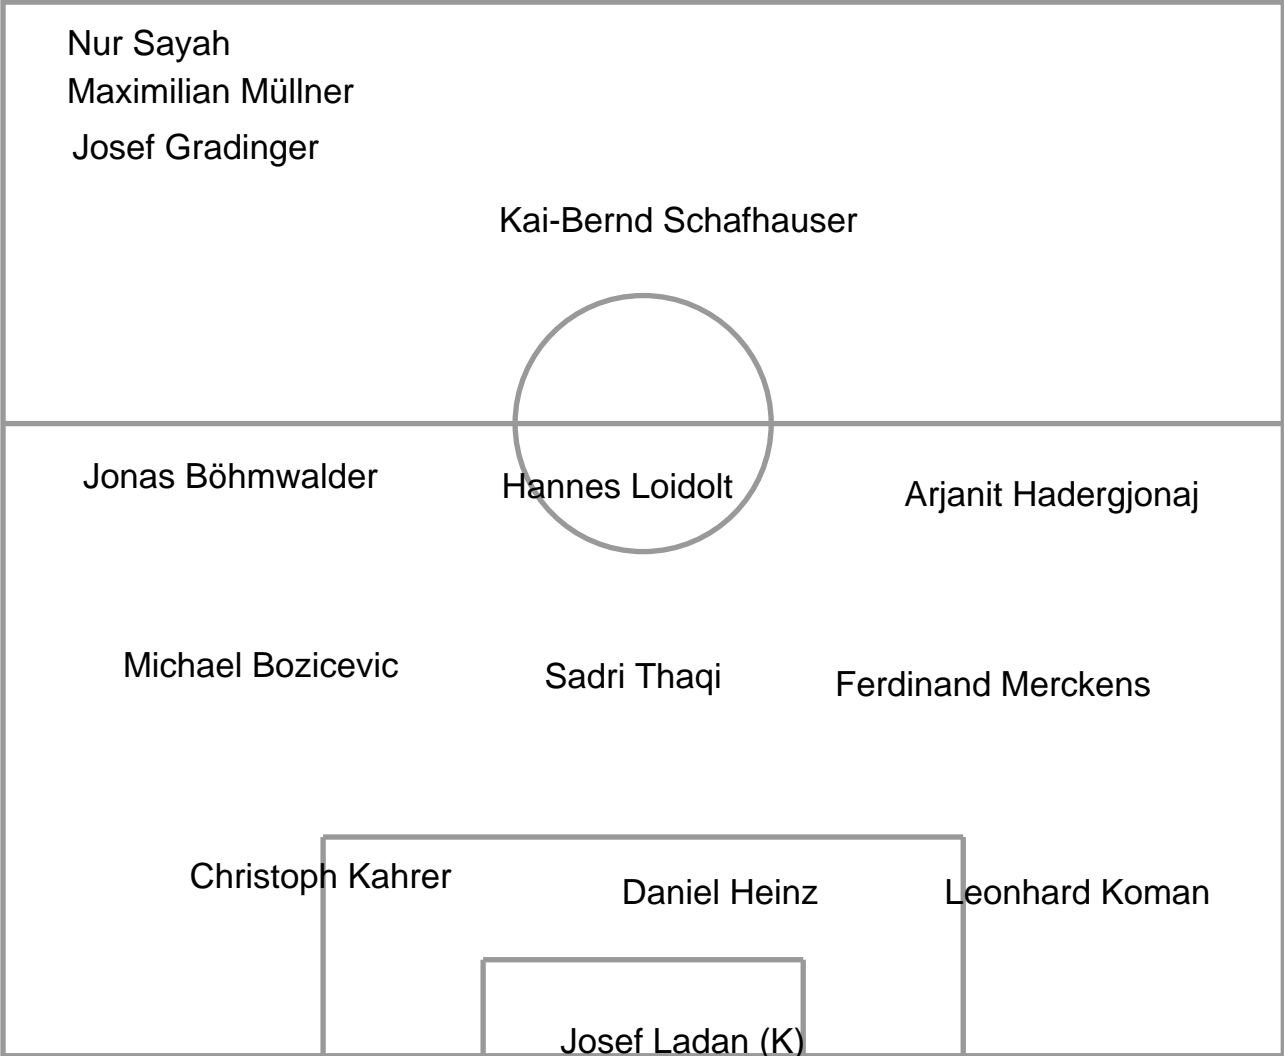 Nur Sayah
Maximilian Müllner
Josef Gradinger
Kai-Bernd Schafhauser
Jonas Böhmwalder
Hannes Loidolt
Arjanit Hadergjonaj
Michael Bozicevic
Sadri Thaqi
Ferdinand Merckens
Christoph Kahrer
Daniel Heinz
Leonhard Koman
Josef Ladan (K)